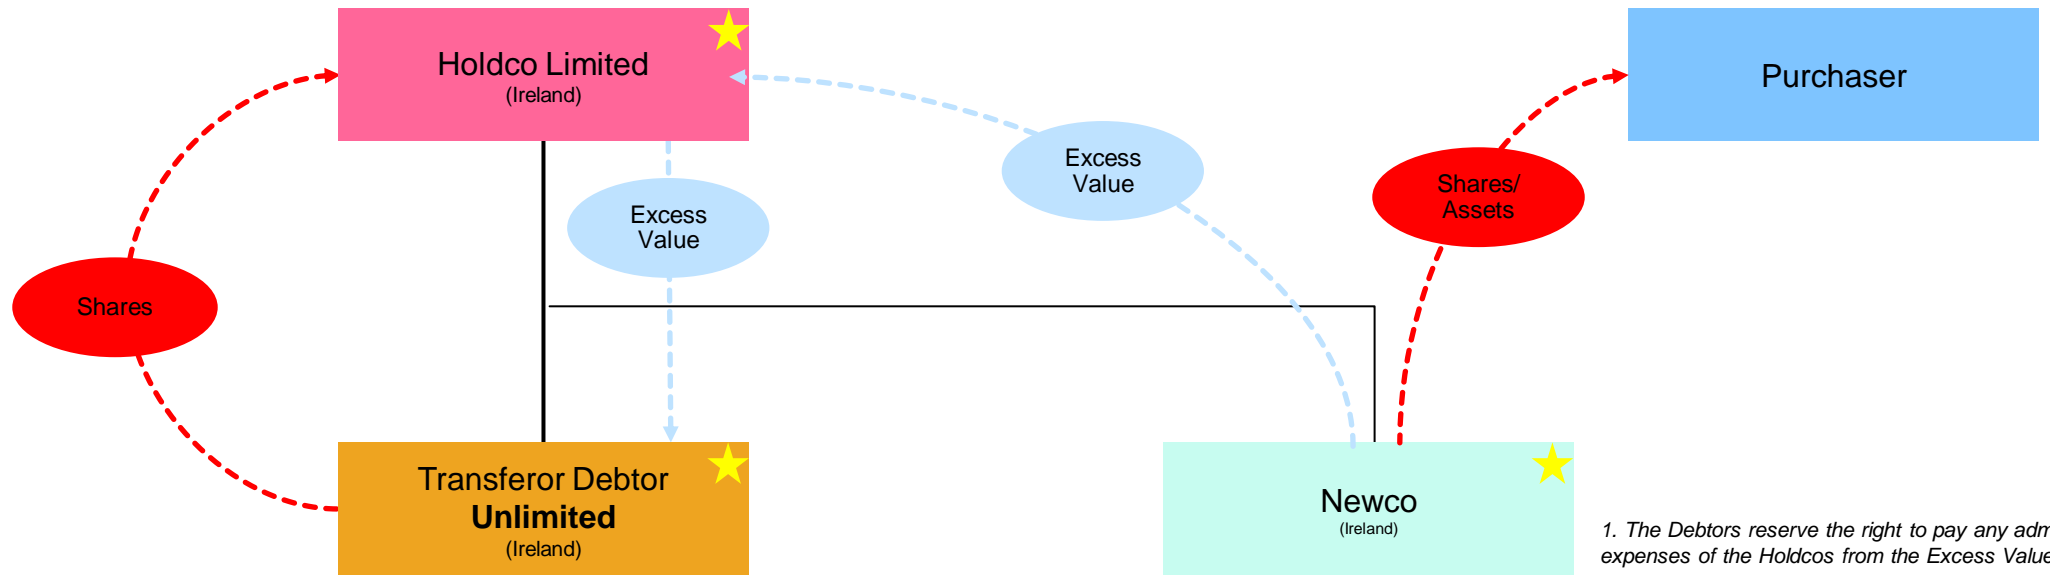 Holdco Limited
(Ireland)
Purchaser
Excess
Value
Shares/
Assets
Excess
Value
Shares
Transferor Debtor
Unlimited
(Ireland)
Newco
(Ireland)
1. The Debtors reserve the right to pay any adm
expenses of the Holdcos from the Excess Value